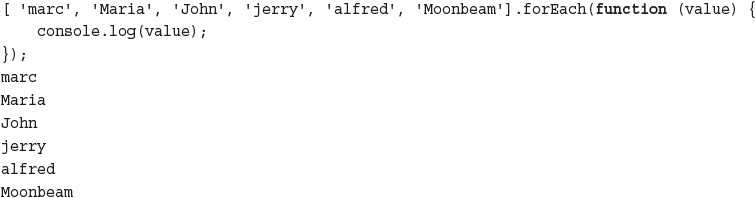 [ 'marc', 'Maria', 'John', 'jerry', 'alfred', 'Moonbeam'].forEach(function (value) {
    console.log(value);
});
marc
Maria
John
jerry
alfred
Moonbeam